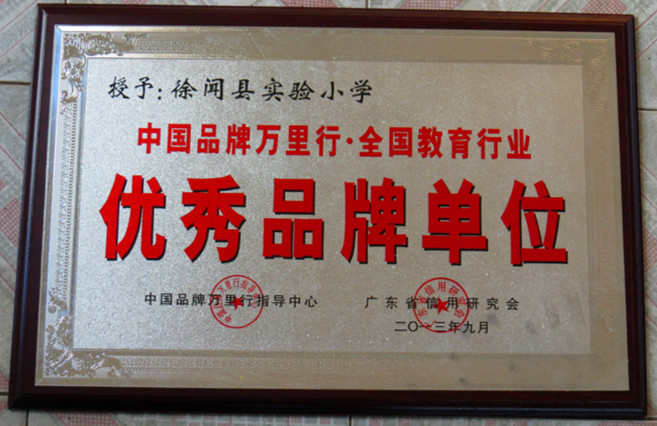 授予：徐闻县实验小学
中国品牌万里行·全国教育行业
优秀品牌单位
中国品牌万里行指导中心 广东省信用研究会
二〇一三年九月